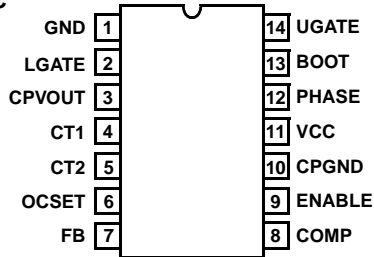 GND 1 14 UGATE
LGATE 2 13 BOOT
CPVOUT 3 12 PHASE
CT1 4 11 VCC
CT2 5 10 CPGND
OCSET 6 9 ENABLE
FB 7 8 COMP